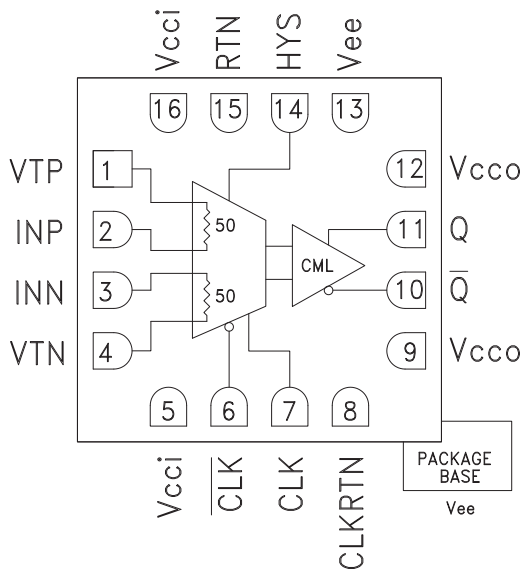 Vcci
RTN
HYS
Vee
16
15
14
13
VTP
1
12
Vcco
INP
2
50
11
Q
CML
INN
3
50
10
Q̅
VTN
4
9
Vcco
5
6
7
8
Vcci
C̅L̅K̅
CLK
CLKRTN
PACKAGE
BASE
Vee